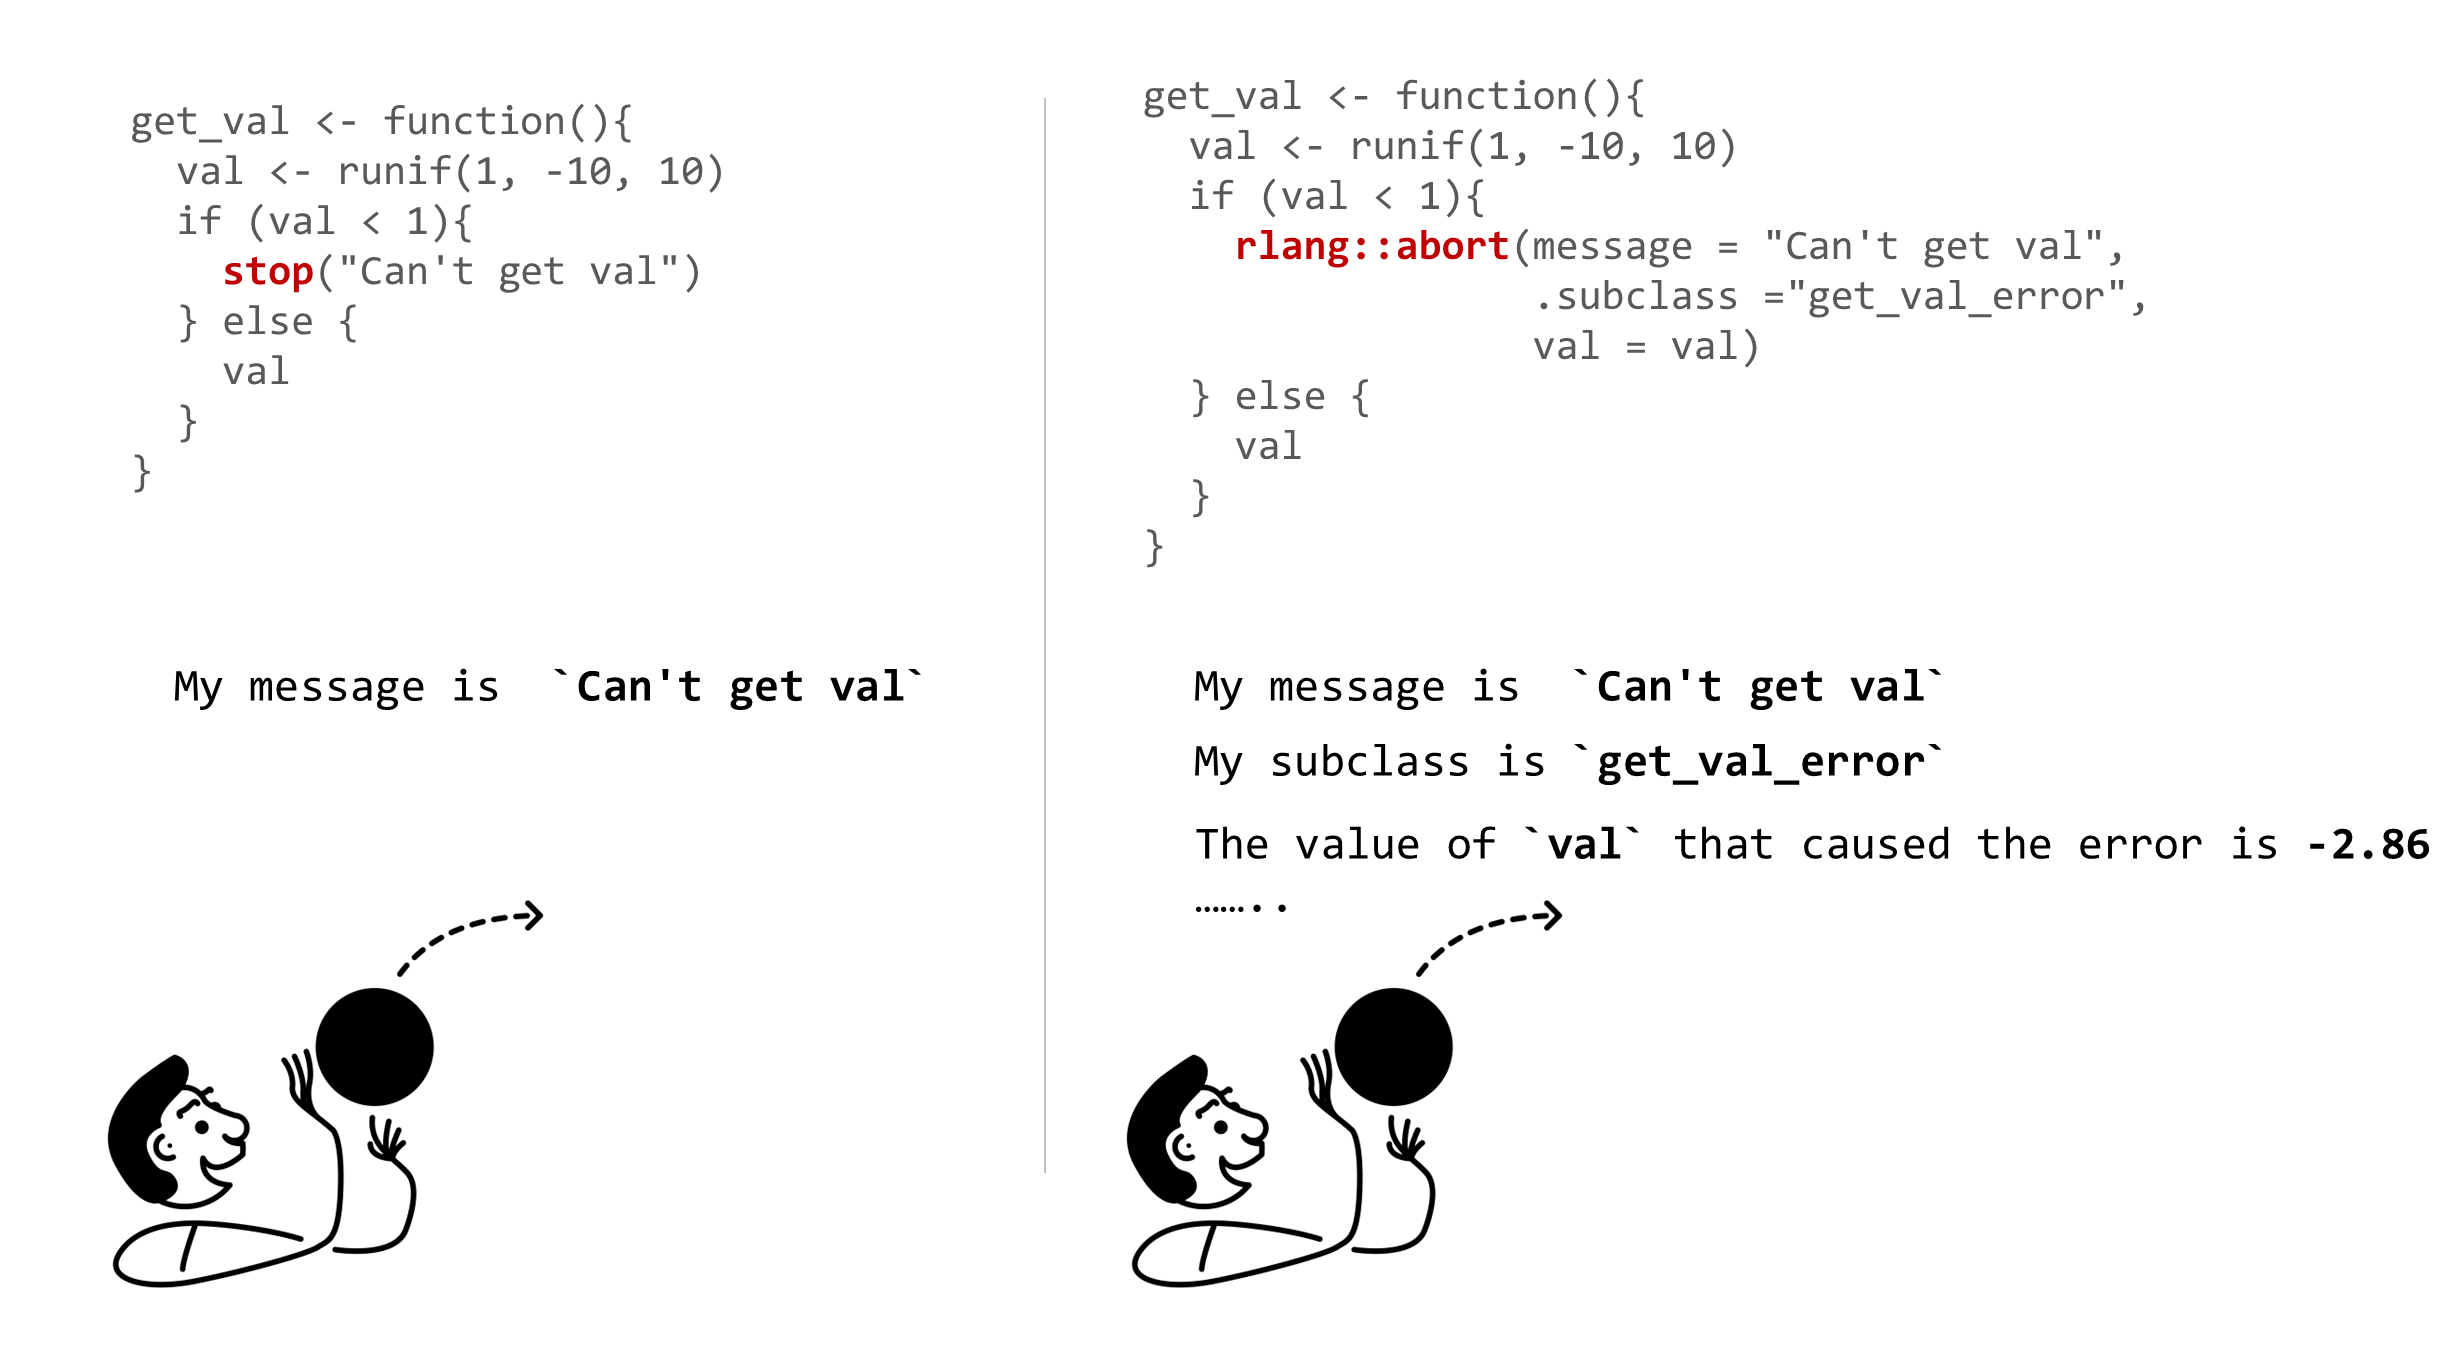 get_val <- function(){
  val <- runif(1, -10, 10)
  if (val < 1){
    stop("Can't get val")
  } else {
    val
  }
}
My message is  `Can't get val`
get_val <- function(){
  val <- runif(1, -10, 10)
  if (val < 1){
    rlang::abort(message = "Can't get val",
                 .subclass ="get_val_error",
                 val = val)
  } else {
    val
  }
}
My message is  `Can't get val`
My subclass is `get_val_error`
The value of `val` that caused the error is -2.86
……..